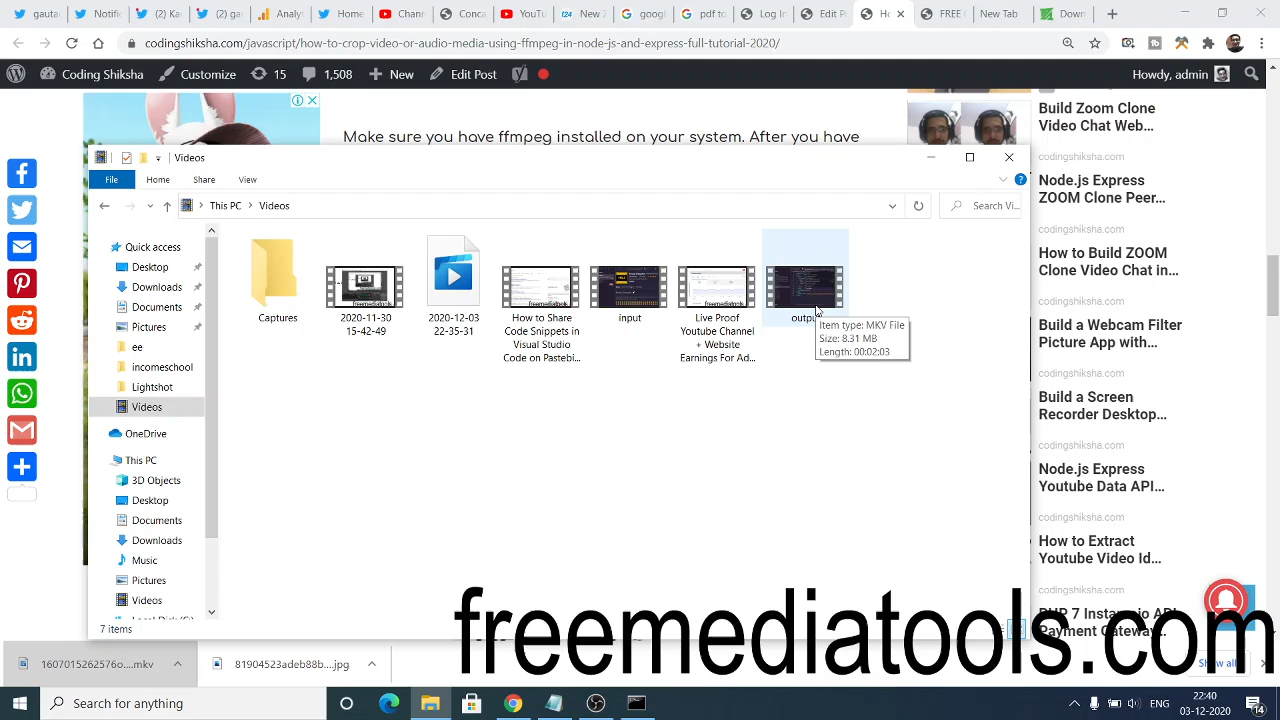 New Tab
codingshiksha.com/javascript/how-to-crop-video-or-audio-media-using-ffmpeg-in-node-js-and-express-full-tutorial-2020/
Coding Shiksha
Customize
15
1,508
New
Edit Post
Howdy, admin
Make sure you have ffmpeg installed on your system. After you have
Videos
File
Home
Share
View
This PC
Videos
Search Vi...
Quick access
Desktop
Downloads
Documents
Pictures
ee
incomeschool
Lightshot
Videos
OneDrive
This PC
3D Objects
Desktop
Documents
Downloads
Music
Pictures
Videos
Captures
2020-11-30
15-42-49
2020-12-03
22-35-31
How to Share
Code Snippets in
Visual Studio
Code on Pastebi...
input
Live Proof
Youtube Channel
+ Website
Earnings For Ad...
Item type: MKV File
Size: 8.31 MB
Length: 00:02:03
7 items
Build Zoom Clone
Video Chat Web...
codingshiksha.com
Node.js Express
ZOOM Clone Peer...
codingshiksha.com
How to Build ZOOM
Clone Video Chat in...
codingshiksha.com
Build a Webcam Filter
Picture App with...
codingshiksha.com
Build a Screen
Recorder Desktop...
codingshiksha.com
Node.js Express
Youtube Data API...
codingshiksha.com
How to Extract
Youtube Video Id...
codingshiksha.com
Payment Gateway...
freemediatools.com
1607015262576o....mkv
81904523adeb88b....jpg
Show all
Search for anything
ENG
22:40
03-12-2020
14